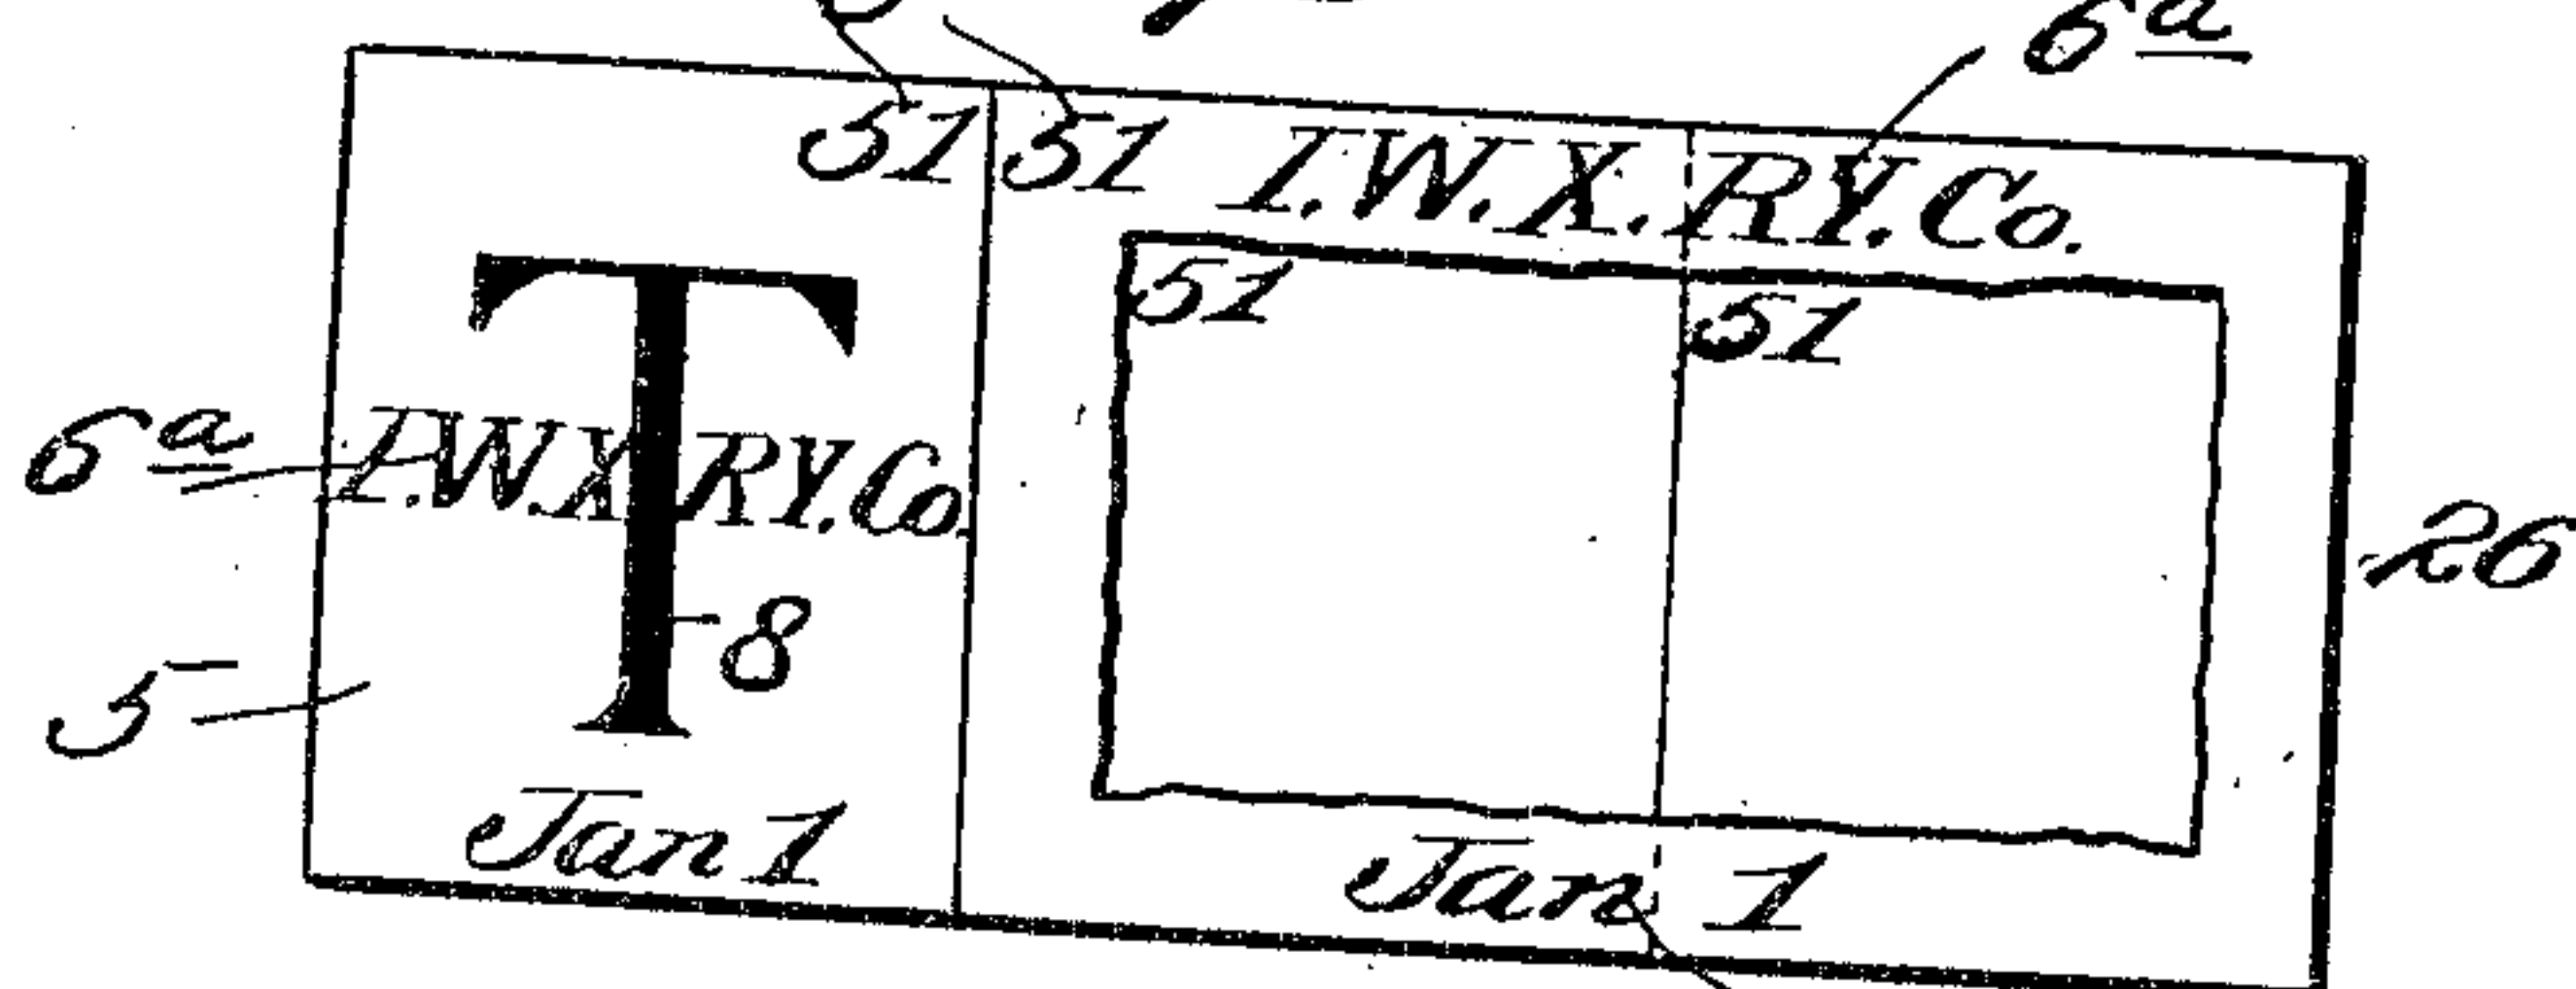 6a
51 51 I.W.X. RY. Co.
51 51
T
6a I.W.X RY. Co.
26
8
5
Jan 1
Jan 1